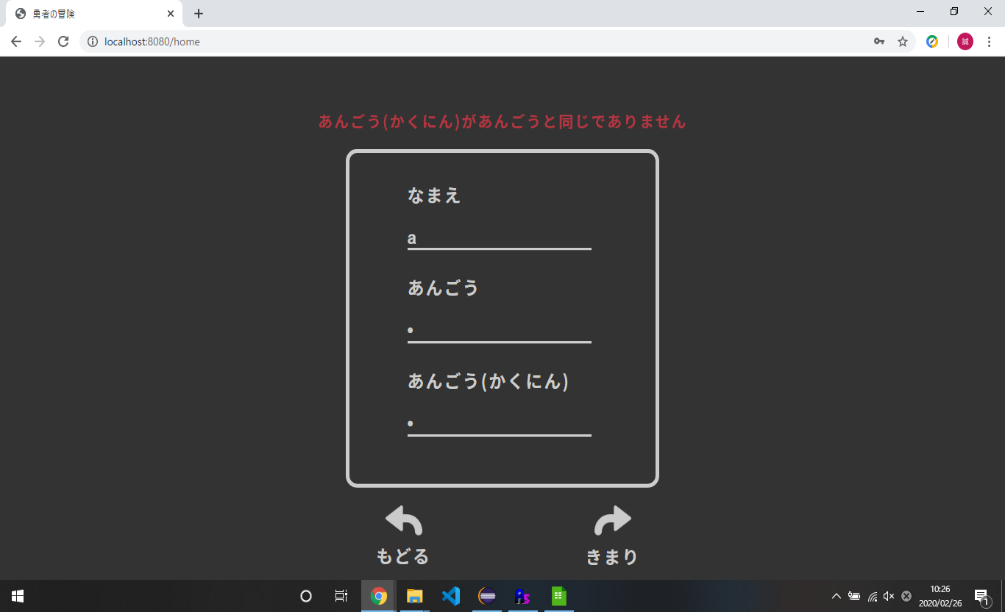 勇者の冒険
localhost:8080/home
あんごう(かくにん)があんごうと同じでありません
なまえ
a
あんごう
•
あんごう(かくにん)
•
もどる
きまり
10:26
2020/02/26
1